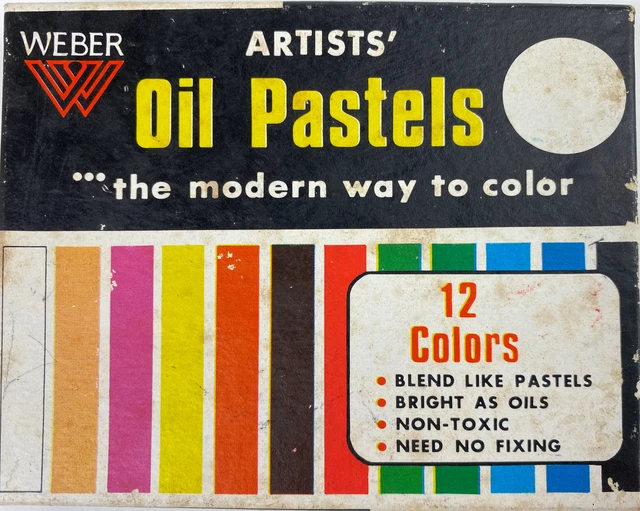 WEBER
ARTISTS'
Oil Pastels
...the modern way to color
12
Colors
• BLEND LIKE PASTELS
• BRIGHT AS OILS
• NON-TOXIC
• NEED NO FIXING